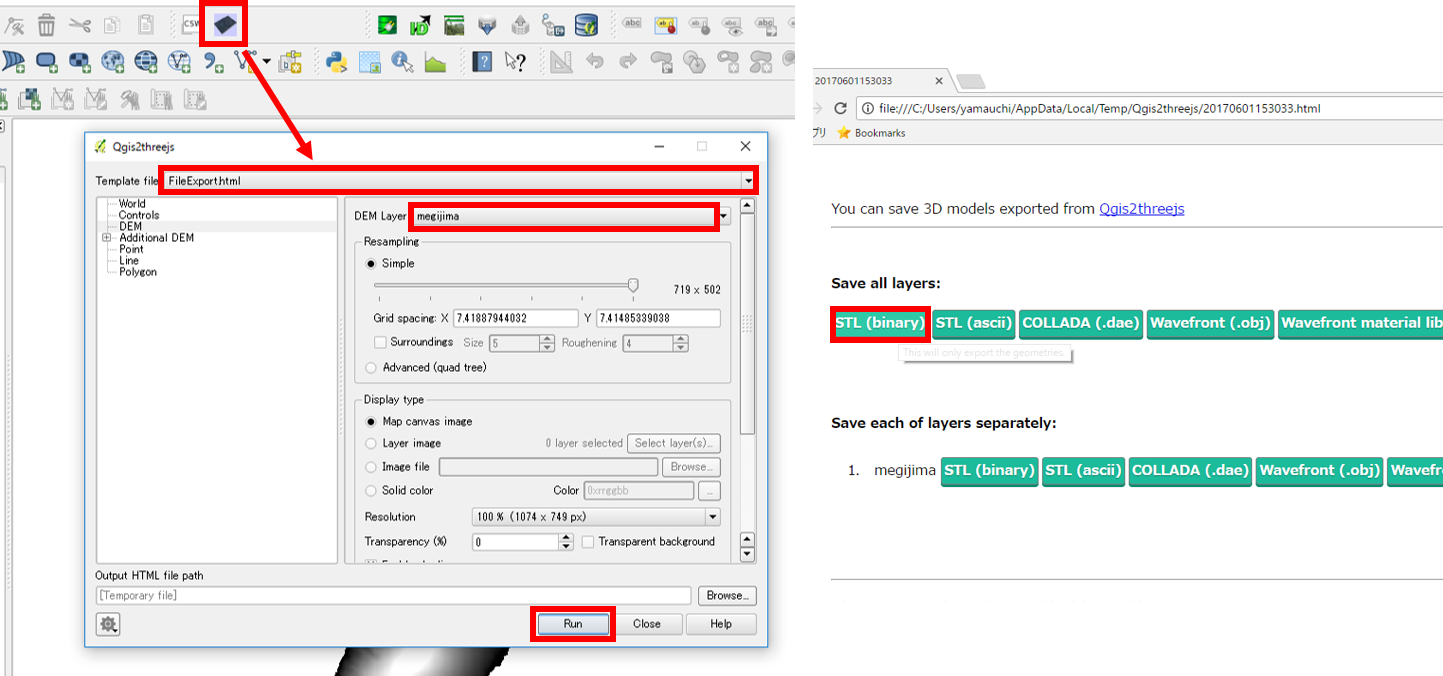 CSW
abc
ab
ab
abc
abc
Qgis2threejs
Template file FileExport.html
World
Controls
DEM
Additional DEM
Point
Line
Polygon
DEM Layer megijima
Resampling
Simple
719 x 502
Grid spacing: X 7.41887944032 Y 7.41485339038
Surroundings Size 5 Roughening 4
Advanced (quad tree)
Display type
Map canvas image
Layer image 0 layer selected Select layer(s)...
Image file Browse...
Solid color Color 0xrrggbb ...
Resolution 100 % (1074 x 749 px)
Transparency (%) 0 Transparent background
Output HTML file path
[Temporary file] Browse...
Run Close Help
20170601153033
file:///C:/Users/yamauchi/AppData/Local/Temp/Qgis2threejs/20170601153033.html
プリ Bookmarks
You can save 3D models exported from Qgis2threejs
Save all layers:
STL (binary) STL (ascii) COLLADA (.dae) Wavefront (.obj) Wavefront material lib
This will only export the geometries.
Save each of layers separately:
1. megijima STL (binary) STL (ascii) COLLADA (.dae) Wavefront (.obj) Wavefr